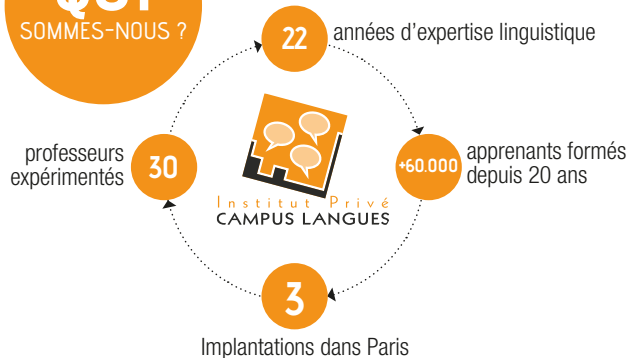 QUI
SOMMES-NOUS ?
22
années d'expertise linguistique
+60.000
apprenants formés
depuis 20 ans
3
Implantations dans Paris
30
professeurs
expérimentés
Institut Privé
CAMPUS LANGUES